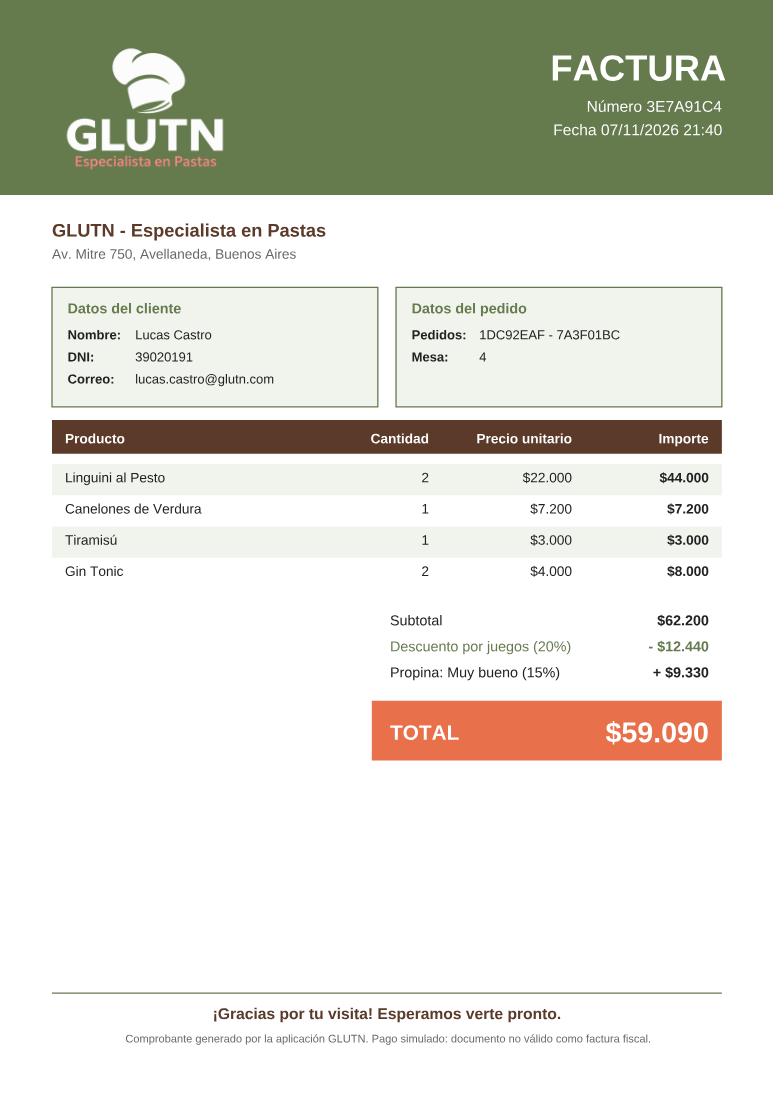 GLUTN
Especialista en Pastas
FACTURA
Número 3E7A91C4
Fecha 07/11/2026 21:40
GLUTN - Especialista en Pastas
Av. Mitre 750, Avellaneda, Buenos Aires
Datos del cliente
Nombre: Lucas Castro
DNI: 39020191
Correo: lucas.castro@glutn.com
Datos del pedido
Pedidos: 1DC92EAF - 7A3F01BC
Mesa: 4
Producto Cantidad Precio unitario Importe
Linguini al Pesto 2 $22.000 $44.000
Canelones de Verdura 1 $7.200 $7.200
Tiramisú 1 $3.000 $3.000
Gin Tonic 2 $4.000 $8.000
Subtotal $62.200
Descuento por juegos (20%) - $12.440
Propina: Muy bueno (15%) + $9.330
TOTAL $59.090
¡Gracias por tu visita! Esperamos verte pronto.
Comprobante generado por la aplicación GLUTN. Pago simulado: documento no válido como factura fiscal.